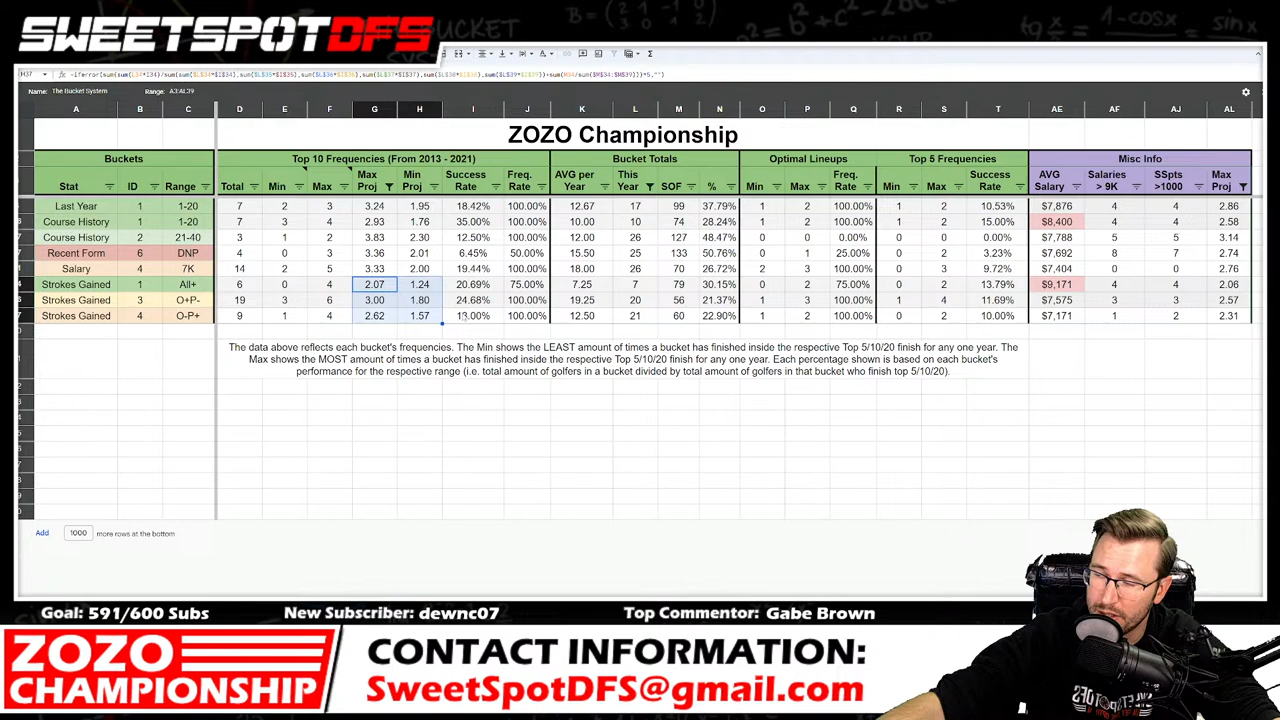 SWEETSPOTDFS
BUCKET
Σ
H37
Name: The Bucket System Range: A3:AL39
A B C D E F G H I J K L M N O P Q R S T AE AF AJ AL
ZOZO Championship
Buckets Top 10 Frequencies (From 2013 - 2021) Bucket Totals Optimal Lineups Top 5 Frequencies Misc Info
Stat ID Range Total Min Max Max Proj Min Proj Success Rate Freq. Rate AVG per Year This Year SOF % Min Max Freq. Rate Min Max Success Rate AVG Salary Salaries > 9K SSpts >1000 Max Proj
Last Year 1 1-20 7 2 3 3.24 1.95 18.42% 100.00% 12.67 17 99 37.79% 1 2 100.00% 1 2 10.53% $7,876 4 4 2.86
Course History 1 1-20 7 3 4 2.93 1.76 35.00% 100.00% 10.00 10 74 28.24% 1 2 100.00% 1 2 15.00% $8,400 4 4 2.58
Course History 2 21-40 3 1 2 3.83 2.30 12.50% 100.00% 12.00 26 127 48.47% 0 0 0.00% 0 0 0.00% $7,788 5 5 3.14
Recent Form 6 DNP 4 0 3 3.36 2.01 6.45% 50.00% 15.50 25 133 50.76% 0 1 25.00% 0 1 3.23% $7,692 8 7 2.74
Salary 4 7K 14 2 5 3.33 2.00 19.44% 100.00% 18.00 26 70 26.72% 2 3 100.00% 0 3 9.72% $7,404 0 0 2.76
Strokes Gained 1 All+ 6 0 4 2.07 1.24 20.69% 75.00% 7.25 7 79 30.15% 0 2 75.00% 0 4 13.79% $9,171 4 4 2.06
Strokes Gained 3 O+P- 19 3 6 3.00 1.80 24.68% 100.00% 19.25 20 56 21.37% 1 3 100.00% 1 4 11.69% $7,575 3 3 2.57
Strokes Gained 4 O-P+ 9 1 4 2.62 1.57 13.00% 100.00% 12.50 21 60 22.90% 1 2 100.00% 0 2 10.00% $7,171 1 2 2.31
The data above reflects each bucket's frequencies. The Min shows the LEAST amount of times a bucket has finished inside the respective Top 5/10/20 finish for any one year. The
Max shows the MOST amount of times a bucket has finished inside the respective Top 5/10/20 finish for any one year. Each percentage shown is based on each bucket's
performance for the respective range (i.e. total amount of golfers in a bucket divided by total amount of golfers in that bucket who finish top 5/10/20).
Add 1000 more rows at the bottom
Goal: 591/600 Subs New Subscriber: dewnc07 Top Commenter: Gabe Brown
ZOZO
CHAMPIONSHIP
CONTACT INFORMATION:
SweetSpotDFS@gmail.com